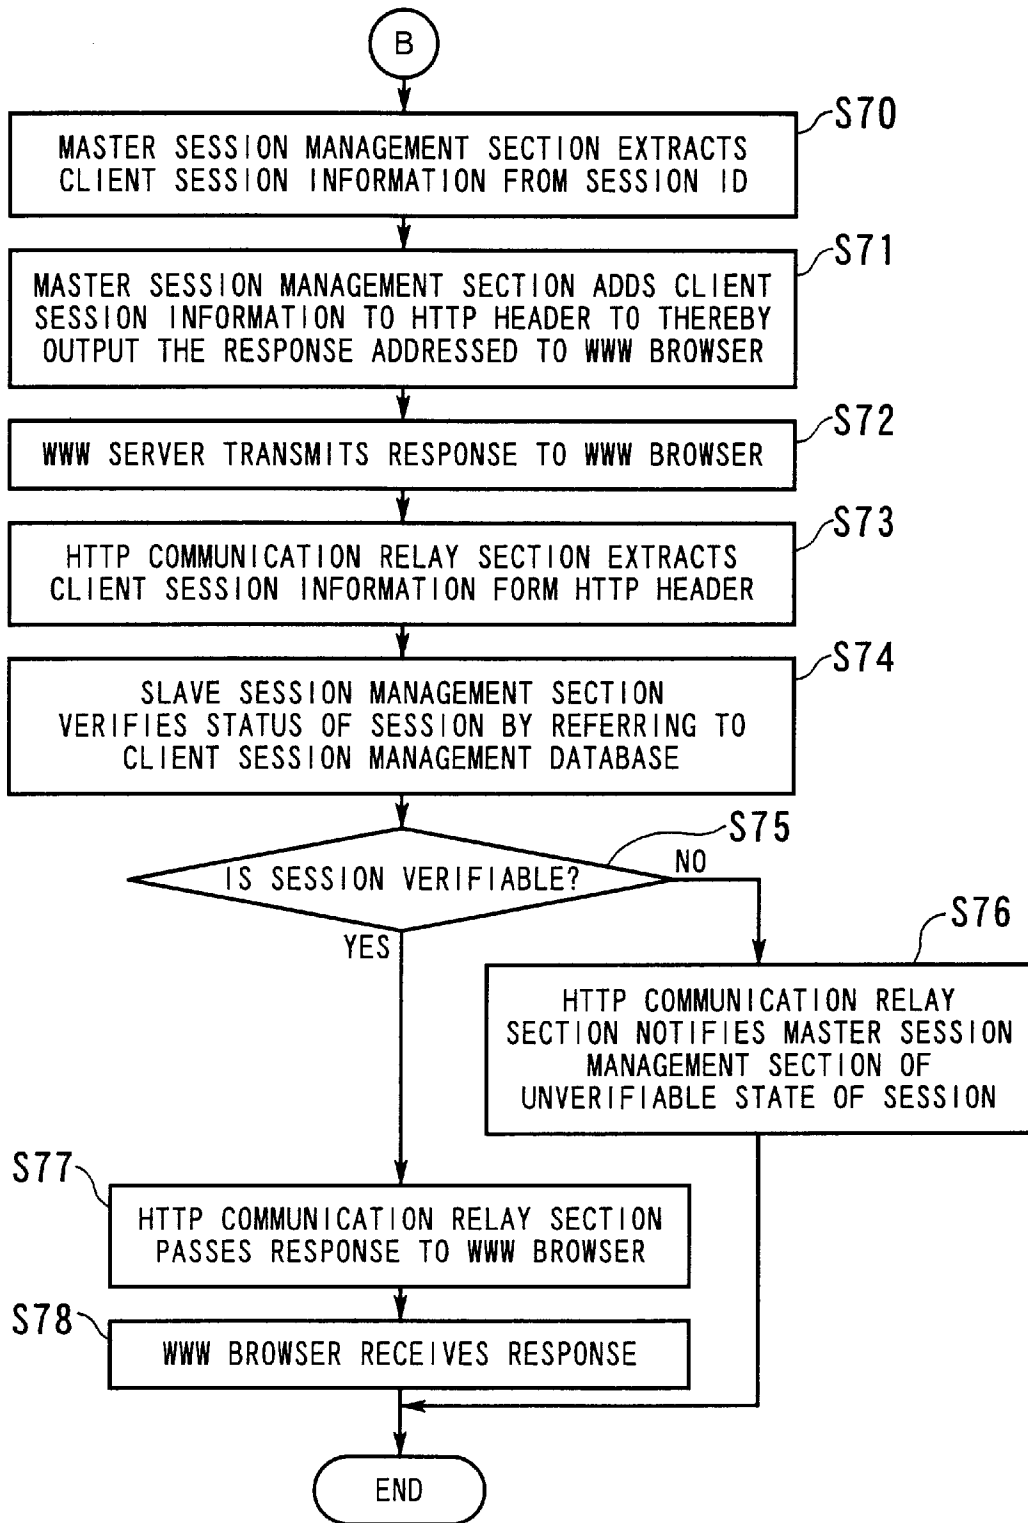 B
S70
MASTER SESSION MANAGEMENT SECTION EXTRACTS
CLIENT SESSION INFORMATION FROM SESSION ID
S71
MASTER SESSION MANAGEMENT SECTION ADDS CLIENT
SESSION INFORMATION TO HTTP HEADER TO THEREBY
OUTPUT THE RESPONSE ADDRESSED TO WWW BROWSER
S72
WWW SERVER TRANSMITS RESPONSE TO WWW BROWSER
S73
HTTP COMMUNICATION RELAY SECTION EXTRACTS
CLIENT SESSION INFORMATION FORM HTTP HEADER
S74
SLAVE SESSION MANAGEMENT SECTION
VERIFIES STATUS OF SESSION BY REFERRING TO
CLIENT SESSION MANAGEMENT DATABASE
S75
IS SESSION VERIFIABLE?
NO
YES
S76
HTTP COMMUNICATION RELAY
SECTION NOTIFIES MASTER SESSION
MANAGEMENT SECTION OF
UNVERIFIABLE STATE OF SESSION
S77
HTTP COMMUNICATION RELAY SECTION
PASSES RESPONSE TO WWW BROWSER
S78
WWW BROWSER RECEIVES RESPONSE
END